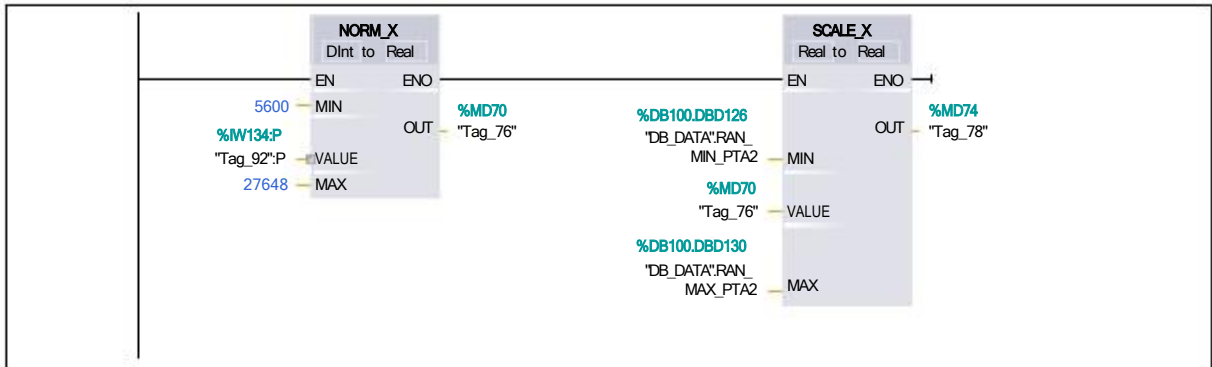 NORM_X
DInt to Real
EN ENO
5600 MIN
%MD70
OUT "Tag_76"
%IW134:P
"Tag_92":P VALUE
27648 MAX
SCALE_X
Real to Real
EN ENO
%MD74
OUT "Tag_78"
%DB100.DBD126
"DB_DATA".RAN_
MIN_PTA2 MIN
%MD70
"Tag_76" VALUE
%DB100.DBD130
"DB_DATA".RAN_
MAX_PTA2 MAX